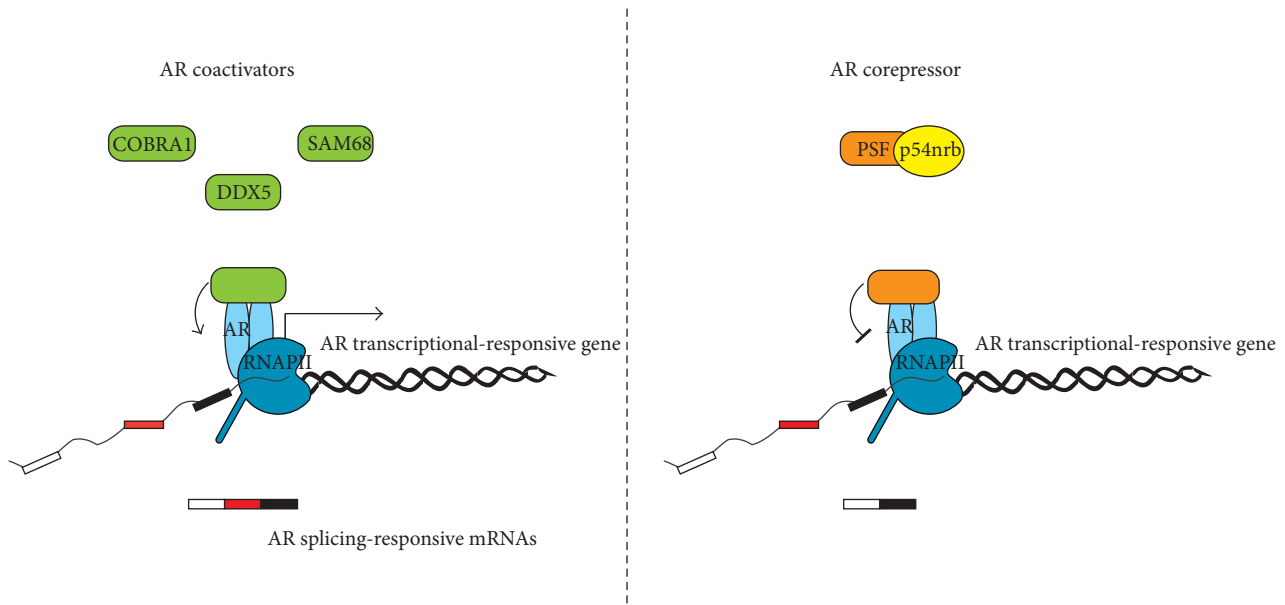 AR coactivators
COBRA1
SAM68
DDX5
AR
RNAPII
AR transcriptional-responsive gene
AR splicing-responsive mRNAs
AR corepressor
PSF
p54nrb
AR
RNAPII
AR transcriptional-responsive gene